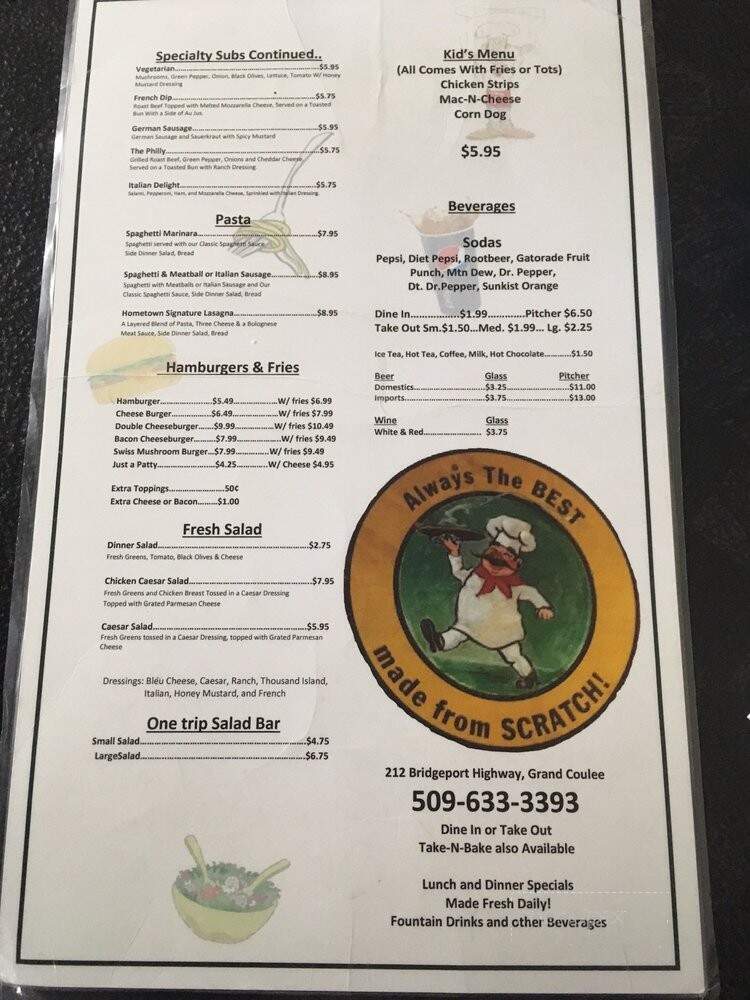 Specialty Subs Continued..
Vegetarian..........$5.95
Mushrooms, Green Pepper, Onion, Black Olives, Lettuce, Tomato W/ Honey
Mustard Dressing
French Dip..........$5.75
Roast Beef Topped with Melted Mozzarella Cheese, Served on a Toasted
Bun With a Side of Au Jus.
German Sausage..........$5.95
German Sausage and Sauerkraut with Spicy Mustard
The Philly..........$5.75
Grilled Roast Beef, Green Pepper, Onions and Cheddar Cheese,
Served on a Toasted Bun with Ranch Dressing.
Italian Delight..........$5.75
Salami, Pepperoni, Ham, and Mozzarella Cheese, Sprinkled with Italian Dressing.
Pasta
Spaghetti Marinara..........$7.95
Spaghetti served with our Classic Spaghetti Sauce,
Side Dinner Salad, Bread
Spaghetti & Meatball or Italian Sausage..........$8.95
Spaghetti with Meatballs or Italian Sausage and Our
Classic Spaghetti Sauce, Side Dinner Salad, Bread
Hometown Signature Lasagna..........$8.95
A Layered Blend of Pasta, Three Cheese & a Bolognese
Meat Sauce, Side Dinner Salad, Bread
Hamburgers & Fries
Hamburger..........$5.49..........W/ fries $6.99
Cheese Burger..........$6.49..........W/ fries $7.99
Double Cheeseburger......$9.99..........W/ fries $10.49
Bacon Cheeseburger........$7.99..........W/ fries $9.49
Swiss Mushroom Burger...$7.99..........W/ fries $9.49
Just a Patty..........$4.25..........W/ Cheese $4.95
Extra Toppings..........50¢
Extra Cheese or Bacon........$1.00
Fresh Salad
Dinner Salad..........$2.75
Fresh Greens, Tomato, Black Olives & Cheese
Chicken Caesar Salad..........$7.95
Fresh Greens and Chicken Breast Tossed in a Caesar Dressing
Topped with Grated Parmesan Cheese
Caesar Salad..........$5.95
Fresh Greens tossed in a Caesar Dressing, topped with Grated Parmesan
Cheese
Dressings: Bleu Cheese, Caesar, Ranch, Thousand Island,
Italian, Honey Mustard, and French
One trip Salad Bar
Small Salad..........$4.75
LargeSalad..........$6.75
Kid's Menu
(All Comes With Fries or Tots)
Chicken Strips
Mac-N-Cheese
Corn Dog
$5.95
Beverages
Sodas
Pepsi, Diet Pepsi, Rootbeer, Gatorade Fruit
Punch, Mtn Dew, Dr. Pepper,
Dt. Dr.Pepper, Sunkist Orange
Dine In..........$1.99..........Pitcher $6.50
Take Out Sm.$1.50...Med. $1.99... Lg. $2.25
Ice Tea, Hot Tea, Coffee, Milk, Hot Chocolate..........$1.50
Beer Glass Pitcher
Domestics..........$3.25..........$11.00
Imports..........$3.75..........$13.00
Wine Glass
White & Red.......... $3.75
Always The BEST
made from SCRATCH!
212 Bridgeport Highway, Grand Coulee
509-633-3393
Dine In or Take Out
Take-N-Bake also Available
Lunch and Dinner Specials
Made Fresh Daily!
Fountain Drinks and other Beverages